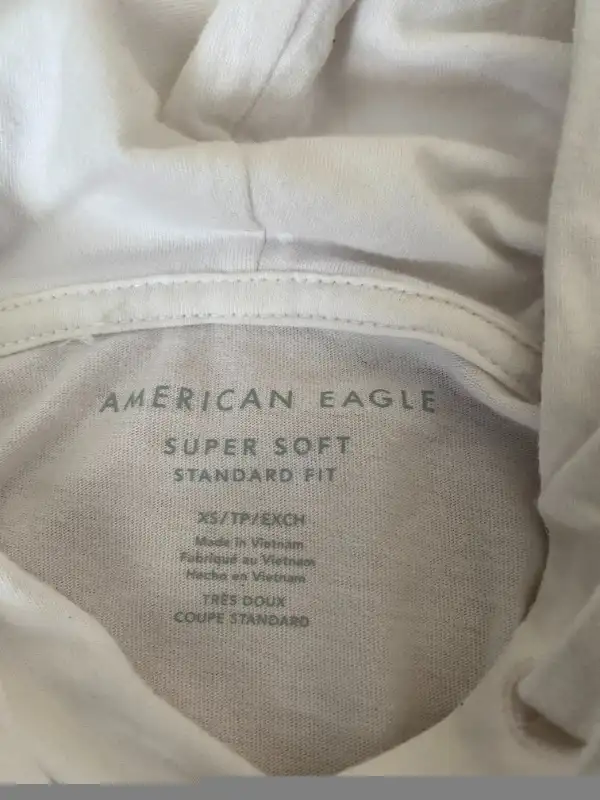 AMERICAN EAGLE
SUPER SOFT
STANDARD FIT
XS/TP/EXCH
Made in Vietnam
Fabriqué au Vietnam
Hecho en Vietnam
TRÈS DOUX
COUPE STANDARD